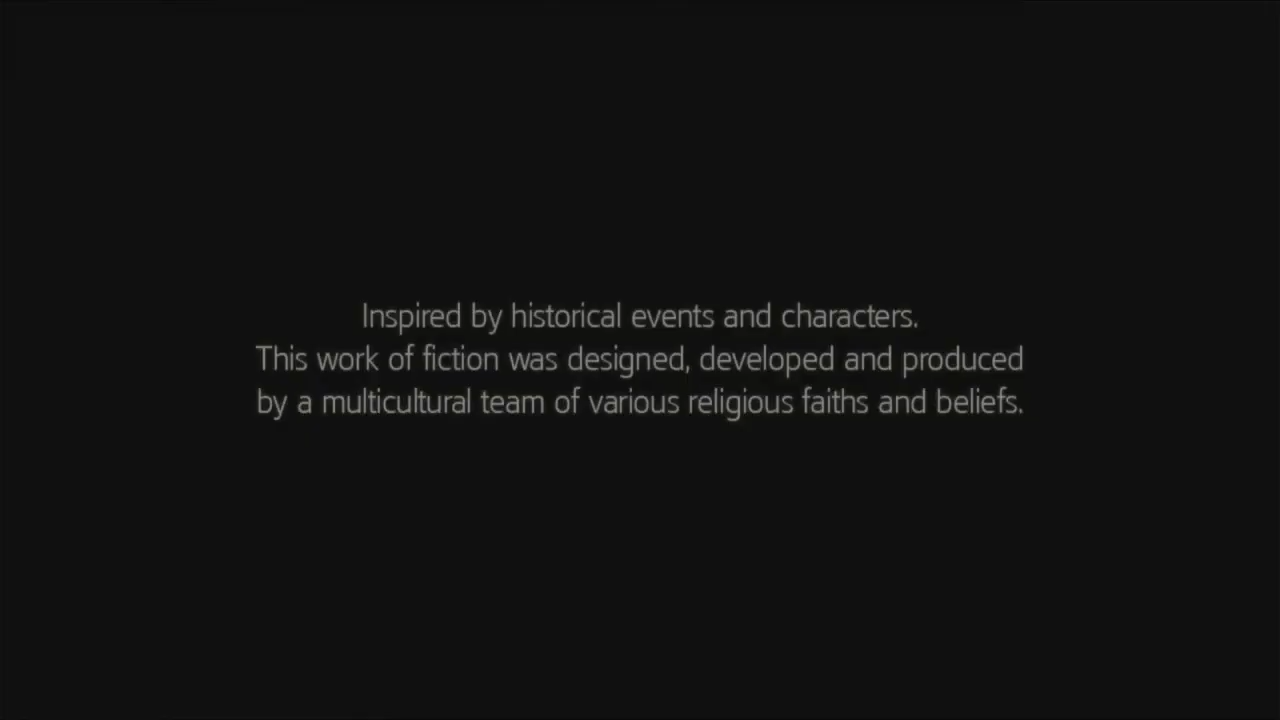 Inspired by historical events and characters.
This work of fiction was designed, developed and produced
by a multicultural team of various religious faiths and beliefs.